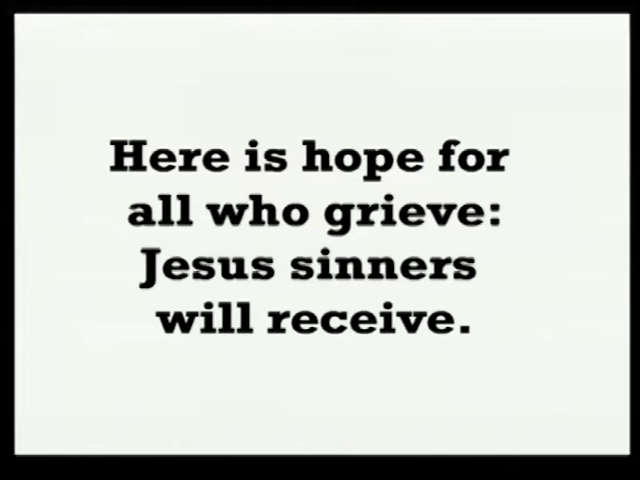 Here is hope for
all who grieve:
Jesus sinners
will receive.